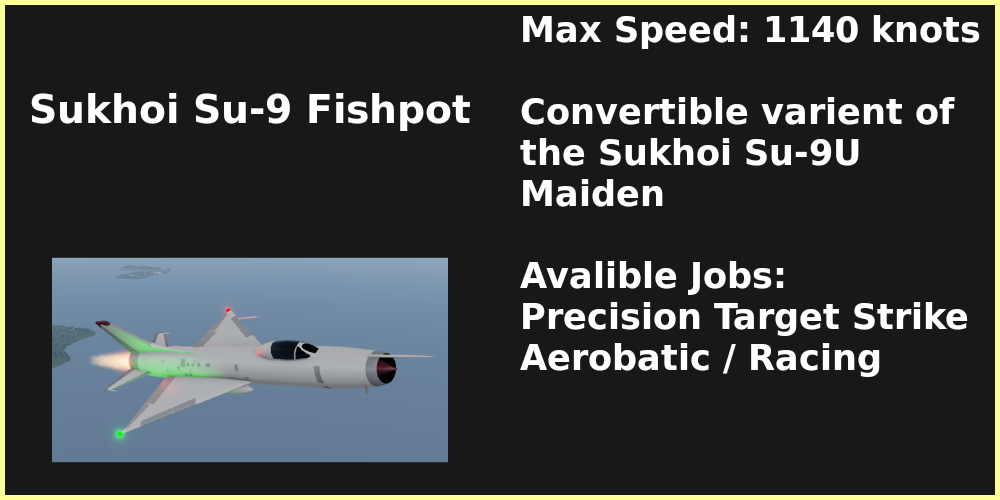 Sukhoi Su-9 Fishpot
Max Speed: 1140 knots
Convertible varient of
the Sukhoi Su-9U
Maiden
Avalible Jobs:
Precision Target Strike
Aerobatic / Racing